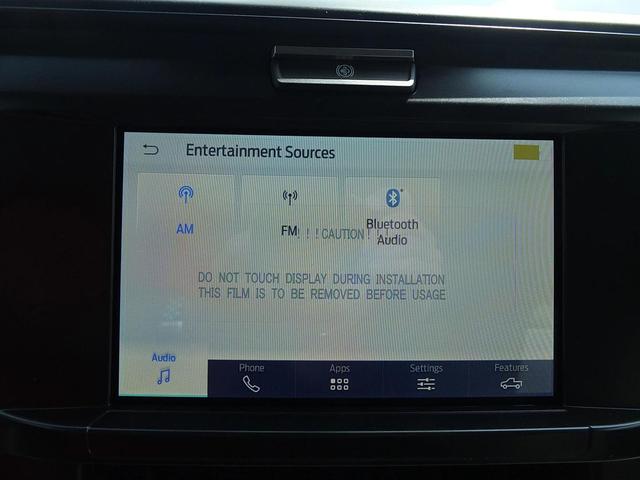 Entertainment Sources
AM
FM
Bluetooth
Audio
! ! !CAUTION! ! !
DO NOT TOUCH DISPLAY DURING INSTALLATION
THIS FILM IS TO BE REMOVED BEFORE USAGE
Audio
Phone
Apps
Settings
Features